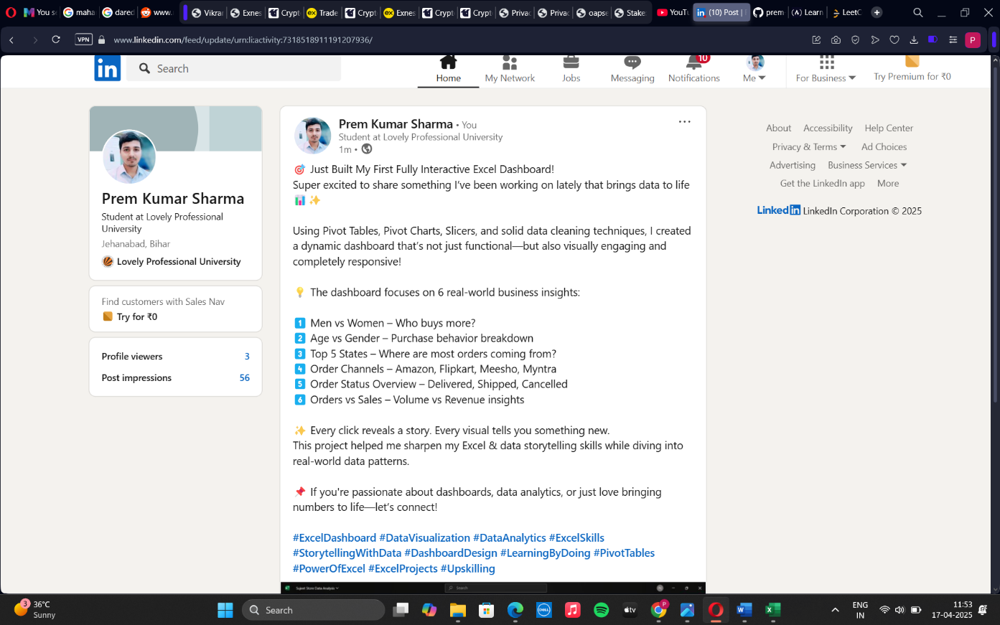 You s
maha
darec
www.
Vikra
Exnes
Crypt
Trade
Crypt
Exnes
Crypt
Crypt
Privac
Privac
oapse
Stake
YouTu
(10) Post |
prem
Learn
LeetC
VPN
www.linkedin.com/feed/update/urn:li:activity:7318518911191207936/
P
in
Search
Home
My Network
Jobs
Messaging
10
Notifications
Me
For Business
Try Premium for ₹0
Prem Kumar Sharma
Student at Lovely Professional
University
Jehanabad, Bihar
Lovely Professional University
Find customers with Sales Nav
Try for ₹0
Profile viewers 3
Post impressions 56
Prem Kumar Sharma • You
Student at Lovely Professional University
1m •
🎯 Just Built My First Fully Interactive Excel Dashboard!
Super excited to share something I’ve been working on lately that brings data to life
📊 ✨
Using Pivot Tables, Pivot Charts, Slicers, and solid data cleaning techniques, I created
a dynamic dashboard that’s not just functional—but also visually engaging and
completely responsive!
💡 The dashboard focuses on 6 real-world business insights:
1️⃣ Men vs Women – Who buys more?
2️⃣ Age vs Gender – Purchase behavior breakdown
3️⃣ Top 5 States – Where are most orders coming from?
4️⃣ Order Channels – Amazon, Flipkart, Meesho, Myntra
5️⃣ Order Status Overview – Delivered, Shipped, Cancelled
6️⃣ Orders vs Sales – Volume vs Revenue insights
✨ Every click reveals a story. Every visual tells you something new.
This project helped me sharpen my Excel & data storytelling skills while diving into
real-world data patterns.
📌 If you're passionate about dashboards, data analytics, or just love bringing
numbers to life—let’s connect!
#ExcelDashboard #DataVisualization #DataAnalytics #ExcelSkills
#StorytellingWithData #DashboardDesign #LearningByDoing #PivotTables
#PowerOfExcel #ExcelProjects #Upskilling
Super Store Data Analysis
Search
About Accessibility Help Center
Privacy & Terms Ad Choices
Advertising Business Services
Get the LinkedIn app More
LinkedIn LinkedIn Corporation © 2025
3
36°C
Sunny
Search
ENG
IN
11:53
17-04-2025